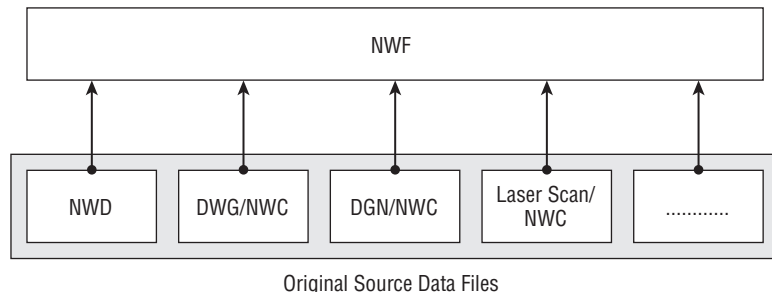 NWF
NWD
DWG/NWC
DGN/NWC
Laser Scan/
NWC
............
Original Source Data Files